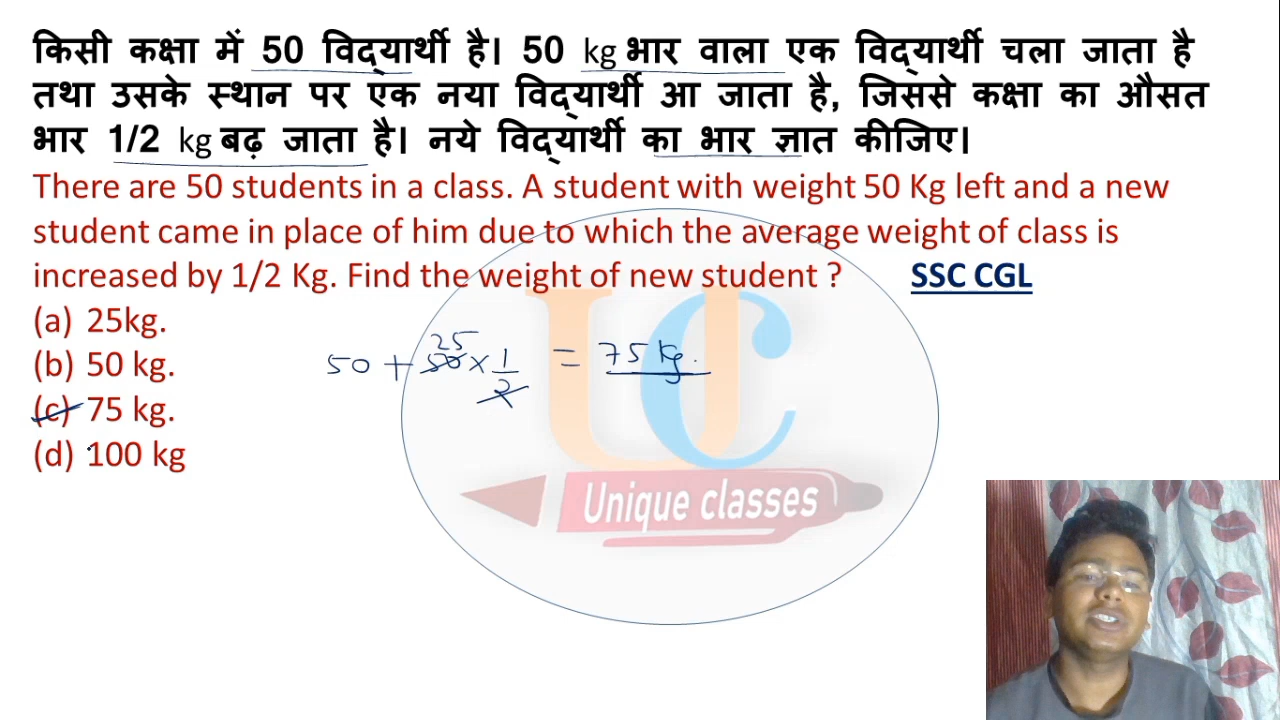 किसी कक्षा में 50 विद्यार्थी है। 50 kg भार वाला एक विद्यार्थी चला जाता है
तथा उसके स्थान पर एक नया विद्यार्थी आ जाता है, जिससे कक्षा का औसत
भार 1/2 kg बढ़ जाता है। नये विद्यार्थी का भार ज्ञात कीजिए।
There are 50 students in a class. A student with weight 50 Kg left and a new
student came in place of him due to which the average weight of class is
increased by 1/2 Kg. Find the weight of new student ? SSC CGL
(a) 25kg.
(b) 50 kg.
50 + 50 25 × 1/2 = 75 kg.
(c) 75 kg.
(d) 100 kg
UC
Unique classes